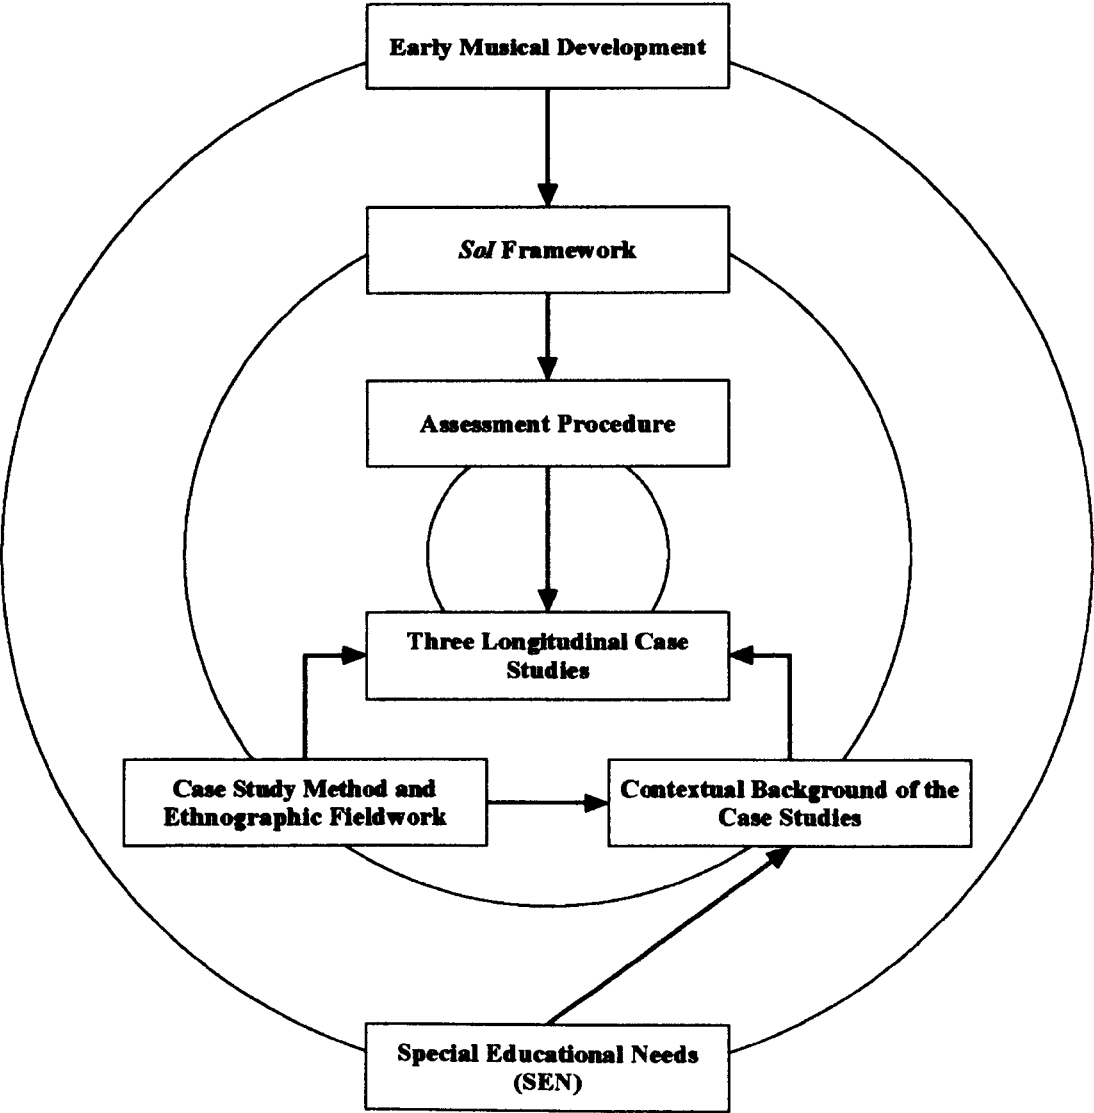 Early Musical Development
SoI Framework
Assessment Procedure
Three Longitudinal Case
Studies
Case Study Method and
Ethnographic Fieldwork
Contextual Background of the
Case Studies
Special Educational Needs
(SEN)